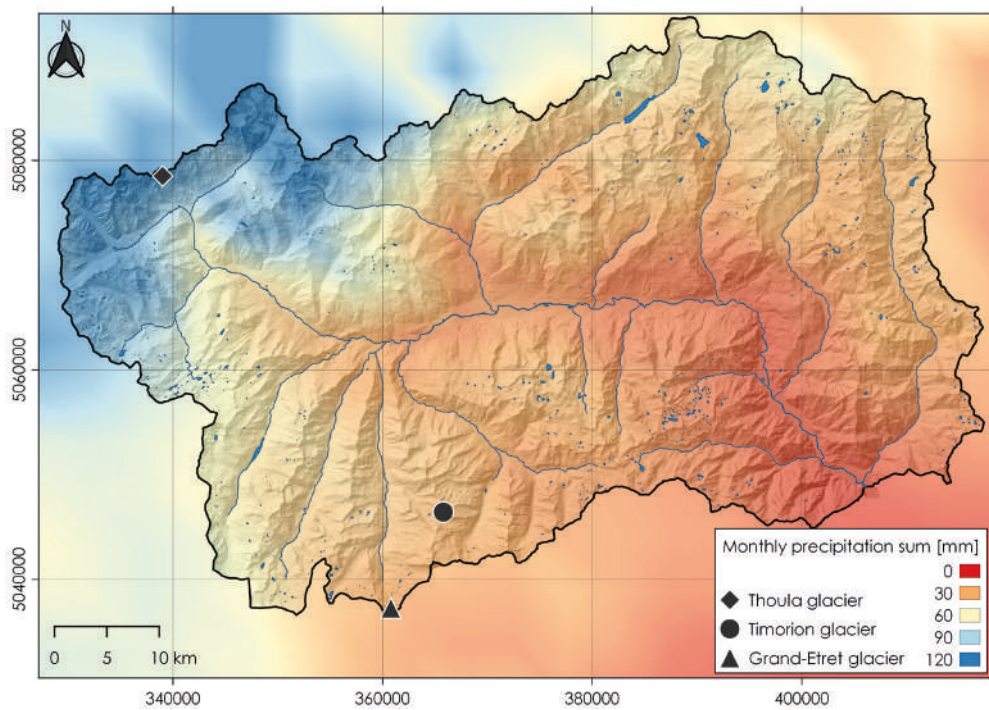 N
5080000
5060000
5040000
0 5 10 km
Monthly precipitation sum [mm]
0
30
60
90
120
Thoula glacier
Timorion glacier
Grand-Etret glacier
340000 360000 380000 400000